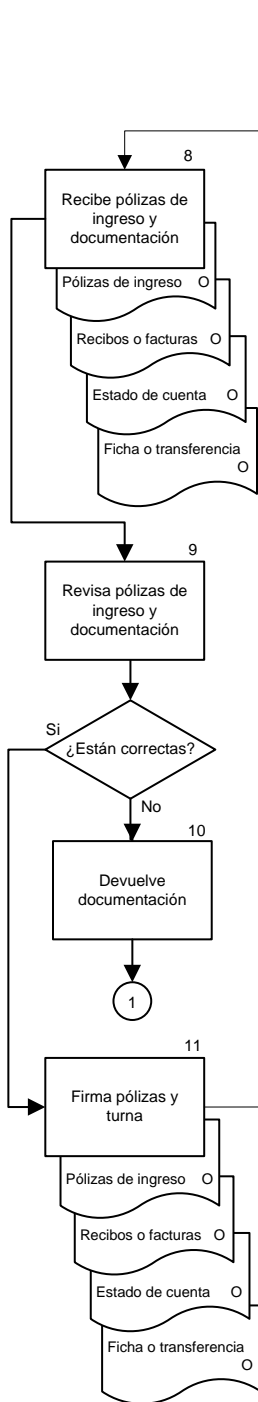 8
Recibe pólizas de
ingreso y
documentación
Pólizas de ingreso O
Recibos o facturas O
Estado de cuenta O
Ficha o transferencia
O
9
Revisa pólizas de
ingreso y
documentación
Si
¿Están correctas?
No
10
Devuelve
documentación
1
11
Firma pólizas y
turna
Pólizas de ingreso O
Recibos o facturas O
Estado de cuenta O
Ficha o transferencia
O